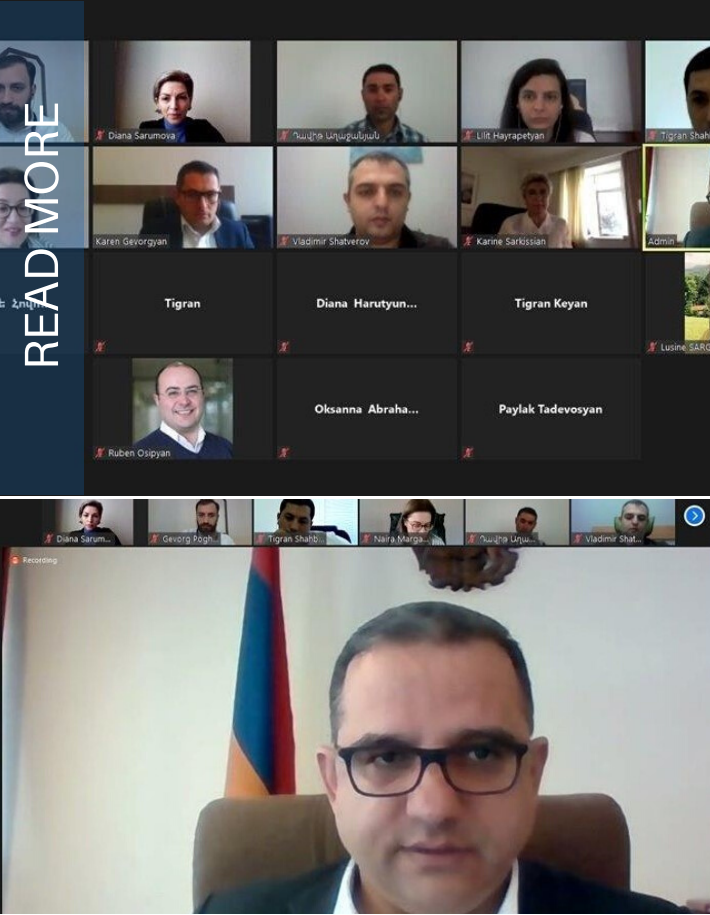 READ MORE
Diana Sarumova
Դավիթ Աղաջանյան
Lilit Hayrapetyan
Tigran Shah
Karen Gevorgyan
Vladimir Shatverov
Karine Sarkissian
Admin
Tigran
Diana Harutyun...
Tigran Keyan
Lusine SARG
Ruben Osipyan
Oksanna Abraha...
Paylak Tadevosyan
Diana Sarum...
Gevorg Pogh...
Tigran Shahb...
Naira Marga...
Դավիթ Աղա...
Vladimir Shat...
Recording